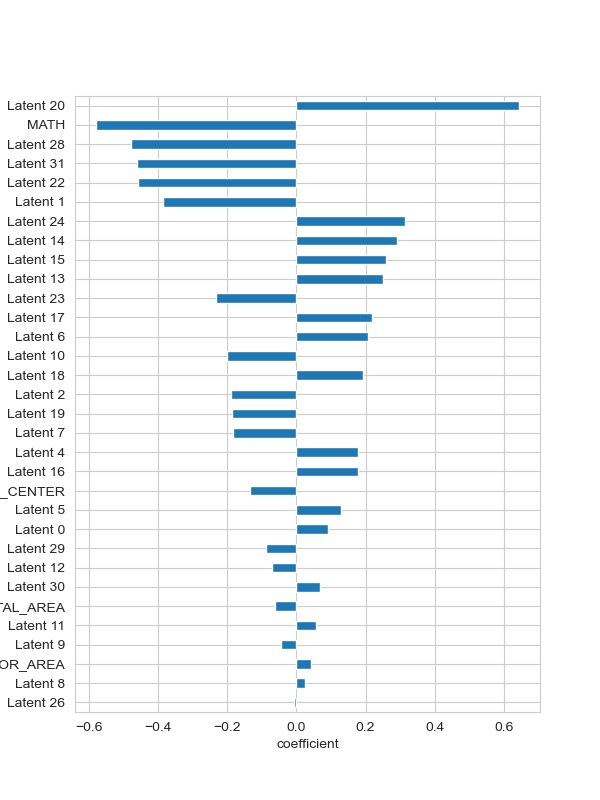 Latent 20
MATH
Latent 28
Latent 31
Latent 22
Latent 1
Latent 24
Latent 14
Latent 15
Latent 13
Latent 23
Latent 17
Latent 6
Latent 10
Latent 18
Latent 2
Latent 19
Latent 7
Latent 4
Latent 16
_CENTER
Latent 5
Latent 0
Latent 29
Latent 12
Latent 30
TAL_AREA
Latent 11
Latent 9
OR_AREA
Latent 8
Latent 26
−0.6 −0.4 −0.2 0.0 0.2 0.4 0.6
coefficient